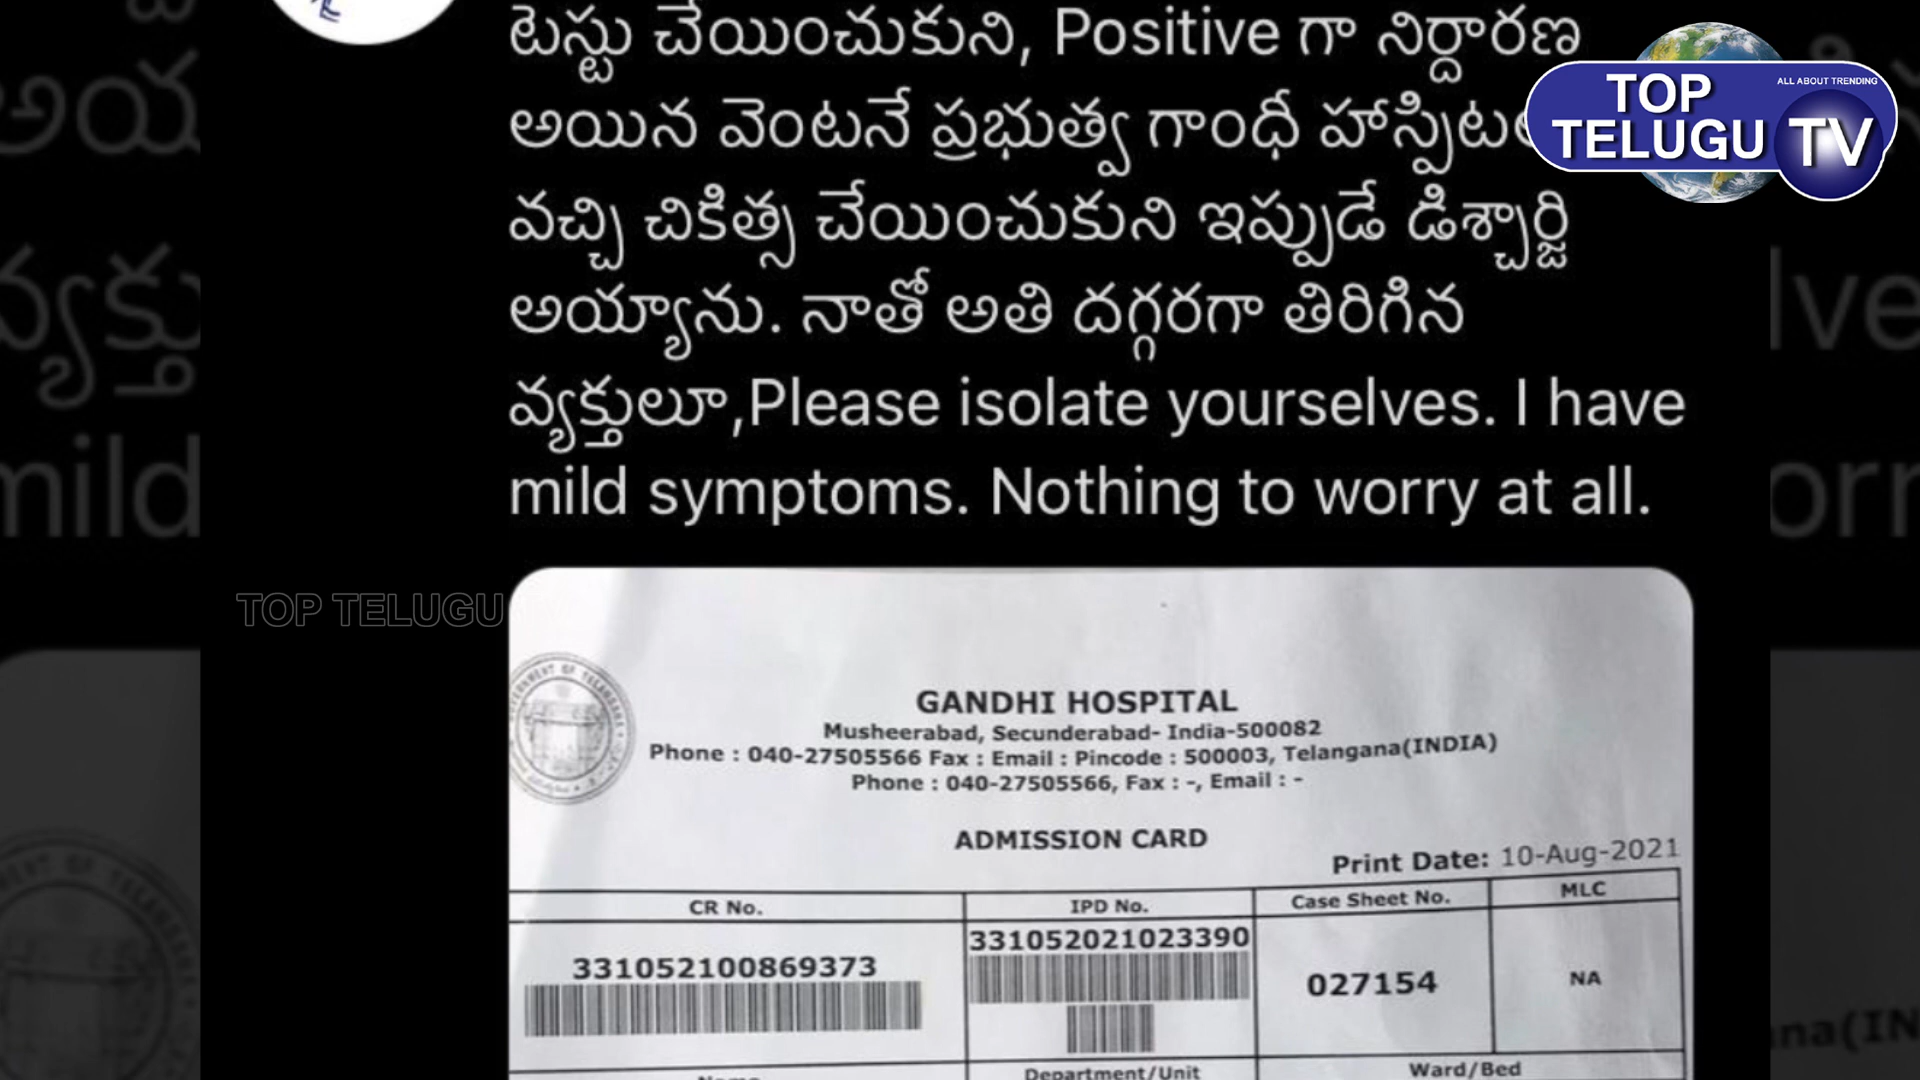 టెస్టు చేయించుకుని, Positive గా నిర్దారణ
అయిన వెంటనే ప్రభుత్వ గాంధీ
వచ్చి చికిత్స చేయించుకుని ఇప్పుడే డిశ్చార్జి
అయ్యాను. నాతో అతి దగ్గరగా తిరిగిన
వ్యక్తులూ,Please isolate yourselves. I have
mild symptoms. Nothing to worry at all.
TOP
ALL ABOUT TRENDING
TELUGU TV
TOP TELUGU
GANDHI HOSPITAL
Musheerabad, Secunderabad- India-500082
Phone : 040-27505566 Fax : Email : Pincode : 500003, Telangana(INDIA)
Phone : 040-27505566, Fax : -, Email : -
ADMISSION CARD
Print Date: 10-Aug-2021
CR No. IPD No. Case Sheet No. MLC
331052100869373 331052021023390 027154 NA
Department/Unit Ward/Bed